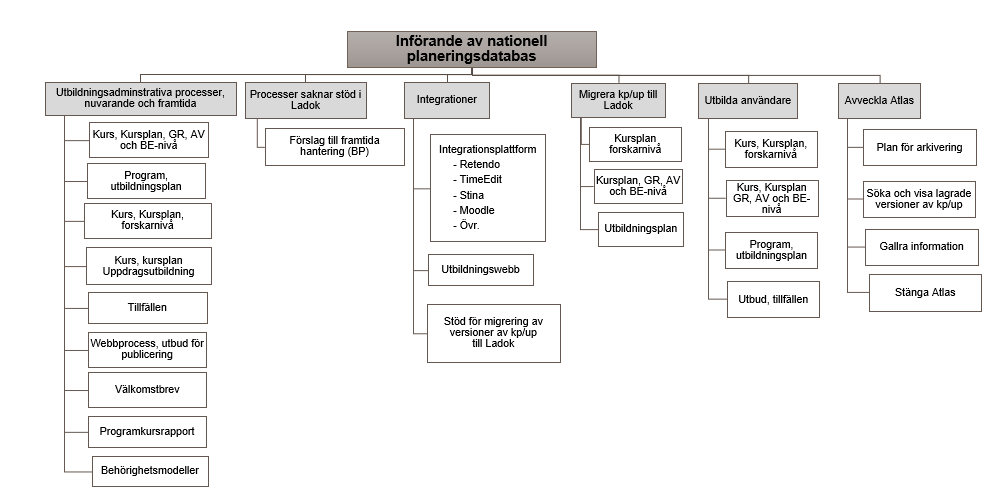 Införande av nationell
planeringsdatabas
Utbildningsadminstrativa processer,
nuvarande och framtida
Kurs, Kursplan, GR, AV
och BE-nivå
Program,
utbildningsplan
Kurs, Kursplan,
forskarnivå
Kurs, kursplan
Uppdragsutbildning
Tillfällen
Webbprocess, utbud för
publicering
Välkomstbrev
Programkursrapport
Behörighetsmodeller
Processer saknar stöd i
Ladok
Förslag till framtida
hantering (BP)
Integrationer
Integrationsplattform
- Retendo
- TimeEdit
- Stina
- Moodle
- Övr.
Utbildningswebb
Stöd för migrering av
versioner av kp/up
till Ladok
Migrera kp/up till
Ladok
Kursplan
forskarnivå
Kursplan, GR, AV
och BE-nivå
Utbildningsplan
Utbilda användare
Kurs, Kursplan,
forskarnivå
Kurs, Kursplan
GR, AV och BE-
nivå
Program,
utbildningsplan
Utbud, tillfällen
Avveckla Atlas
Plan för arkivering
Söka och visa lagrade
versioner av kp/up
Gallra information
Stänga Atlas